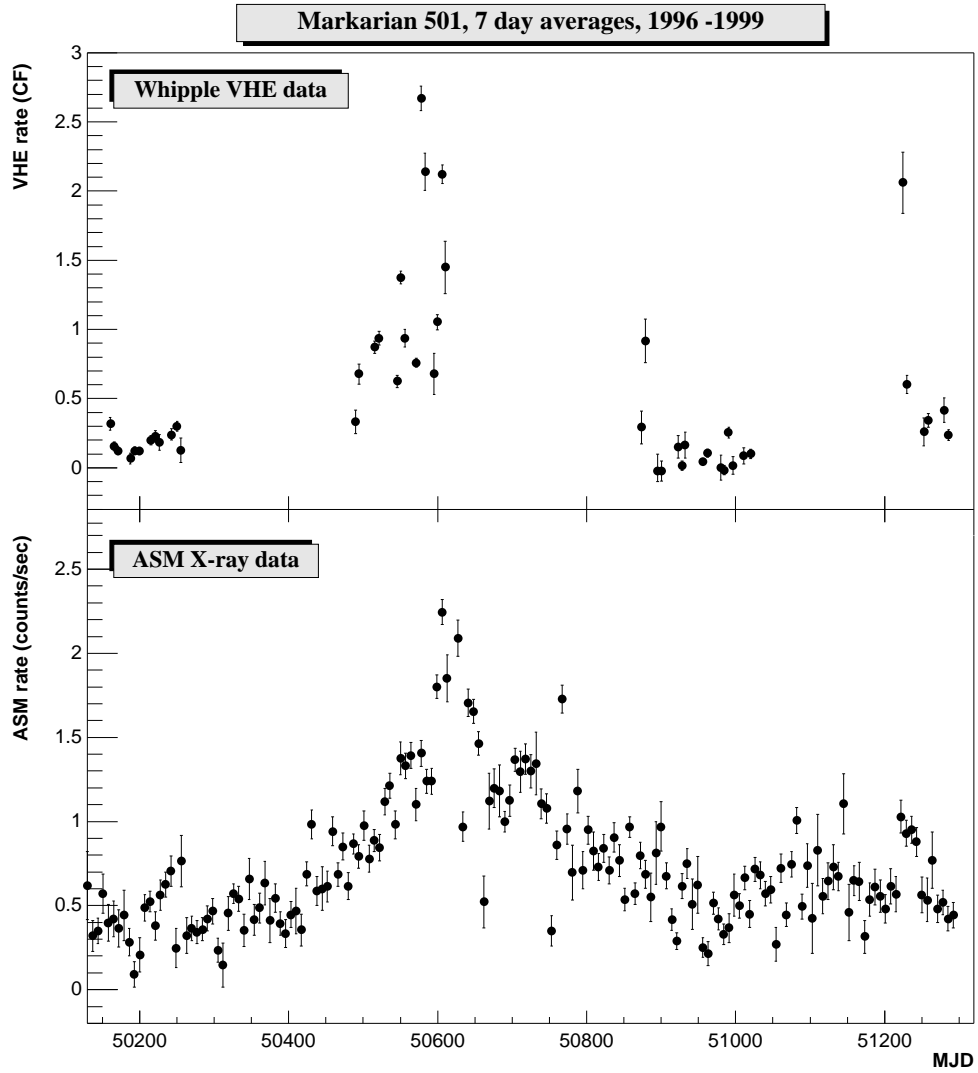 Markarian 501, 7 day averages, 1996 -1999
VHE rate (CF)
Whipple VHE data
3
2.5
2
1.5
1
0.5
0
ASM rate (counts/sec)
ASM X-ray data
2.5
2
1.5
1
0.5
0
50200 50400 50600 50800 51000 51200
MJD